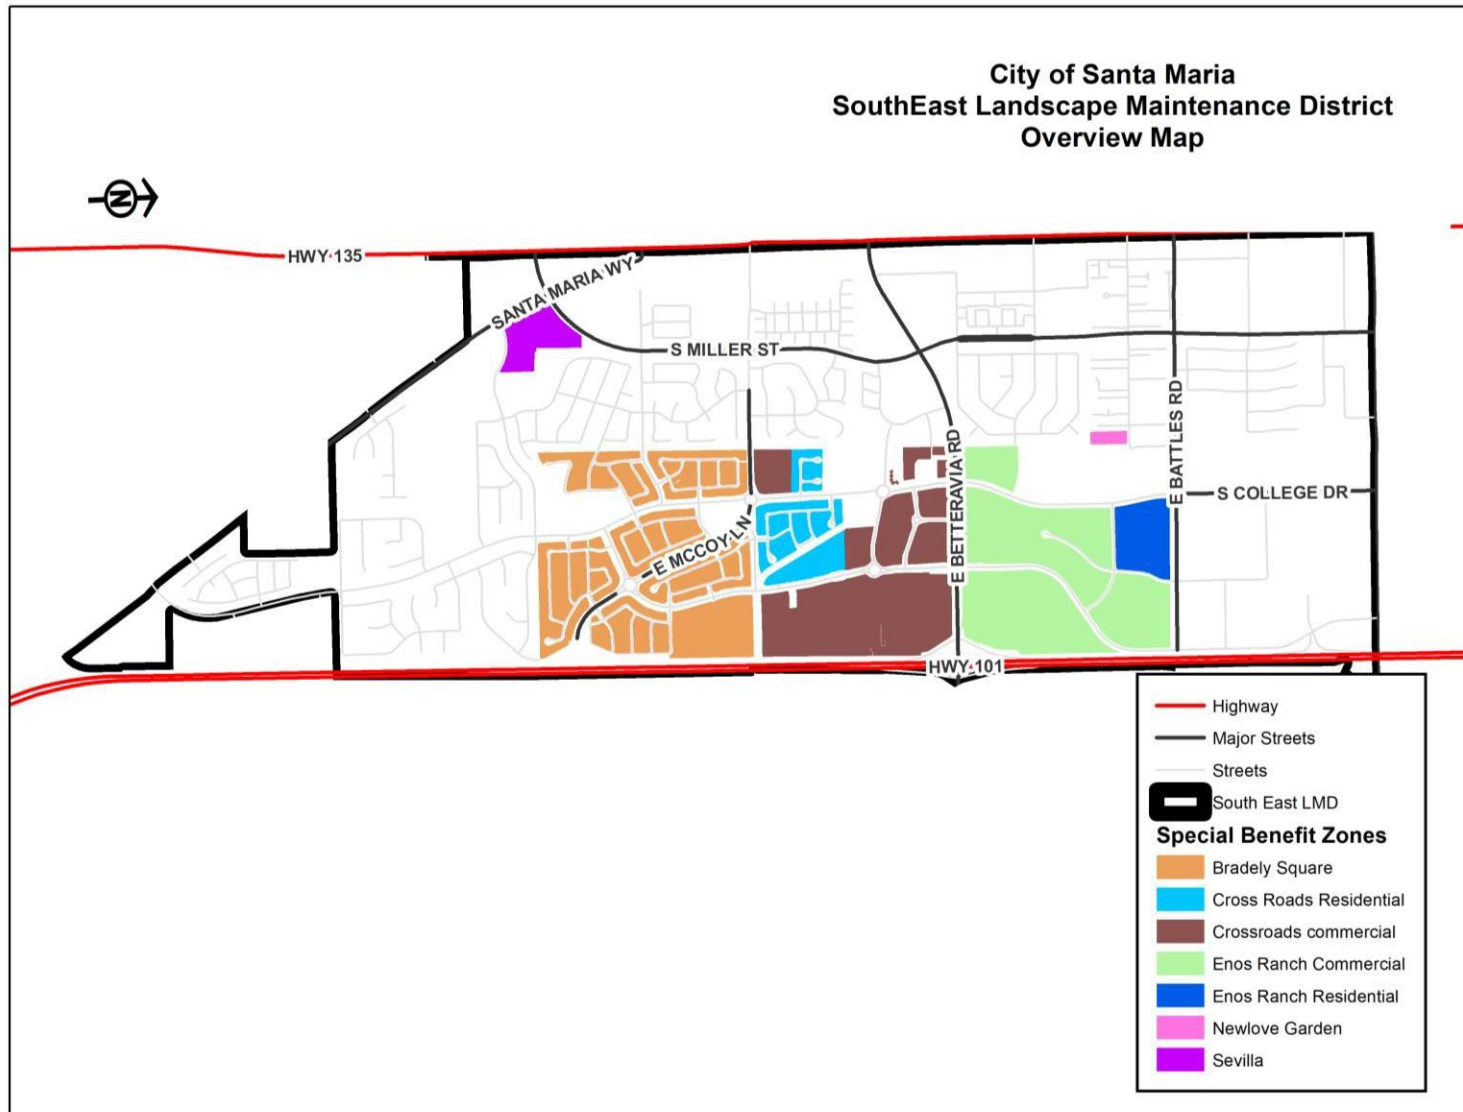 City of Santa Maria
SouthEast Landscape Maintenance District
Overview Map
N
HWY 135
SANTA MARIA WY
S MILLER ST
E MCCOY LN
E BETTERAVIA RD
E BATTLES RD
S COLLEGE DR
HWY 101
Highway
Major Streets
Streets
South East LMD
Special Benefit Zones
Bradely Square
Cross Roads Residential
Crossroads commercial
Enos Ranch Commercial
Enos Ranch Residential
Newlove Garden
Sevilla